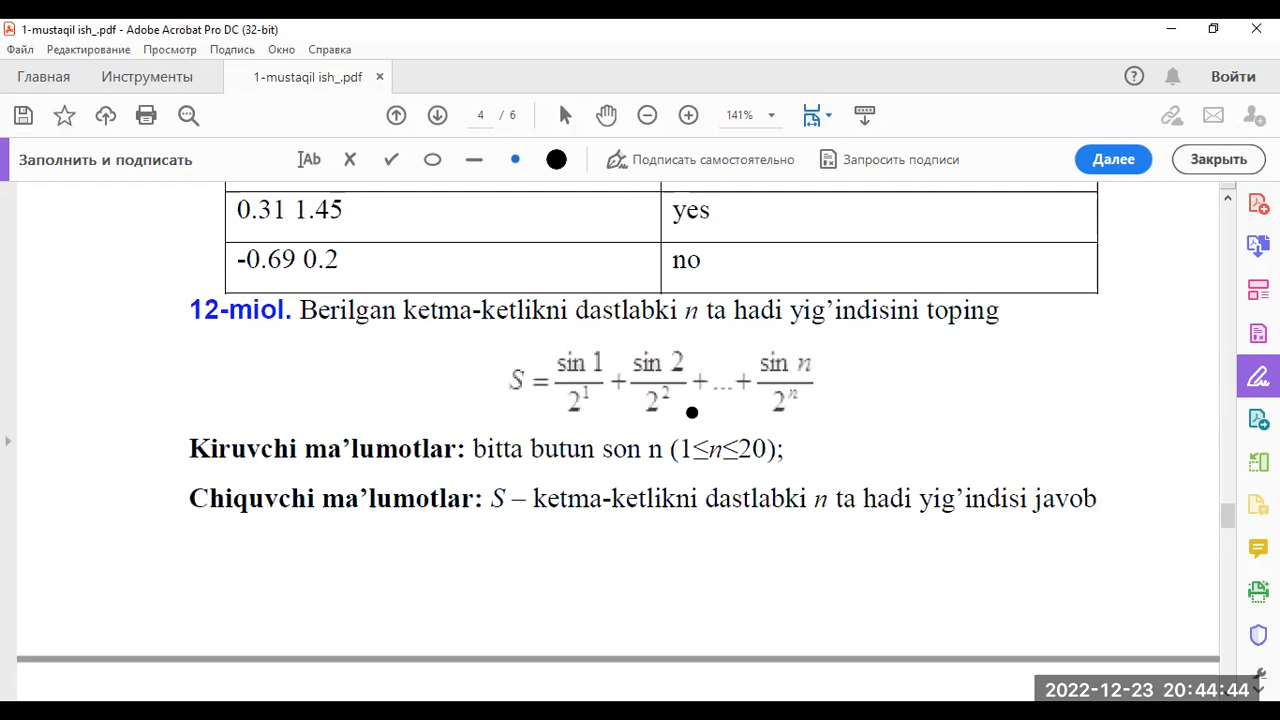 1-mustaqil ish_.pdf - Adobe Acrobat Pro DC (32-bit)
Файл Редактирование Просмотр Подпись Окно Справка
Главная Инструменты 1-mustaqil ish_.pdf × Войти
4 / 6 141%
Заполнить и подписать Ab Подписать самостоятельно Запросить подписи Далее Закрыть
0.31 1.45 yes
-0.69 0.2 no
12-miol. Berilgan ketma-ketlikni dastlabki n ta hadi yig’indisini toping
S = sin 1 / 2^1 + sin 2 / 2^2 + ... + sin n / 2^n
Kiruvchi ma’lumotlar: bitta butun son n (1≤n≤20);
Chiquvchi ma’lumotlar: S – ketma-ketlikni dastlabki n ta hadi yig’indisi javob
2022-12-23 20:44:44